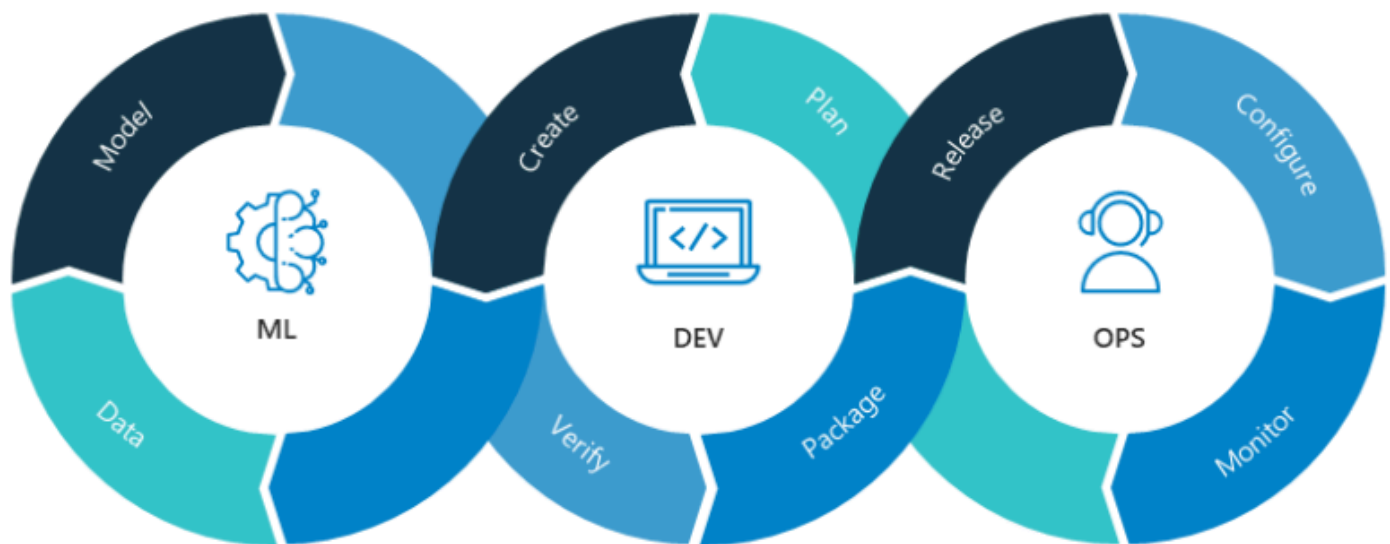 Model
Data
ML
Create
Plan
Verify
Package
DEV
Release
Configure
Monitor
OPS
</>